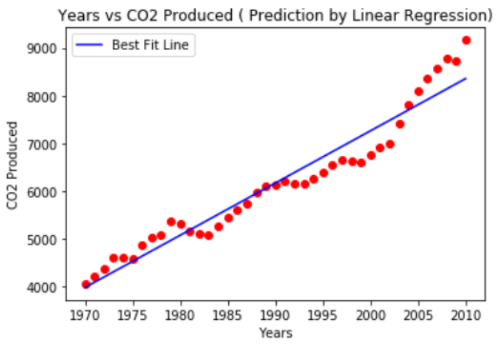 Years vs CO2 Produced ( Prediction by Linear Regression)
Best Fit Line
9000
8000
7000
6000
5000
4000
CO2 Produced
1970 1975 1980 1985 1990 1995 2000 2005 2010
Years